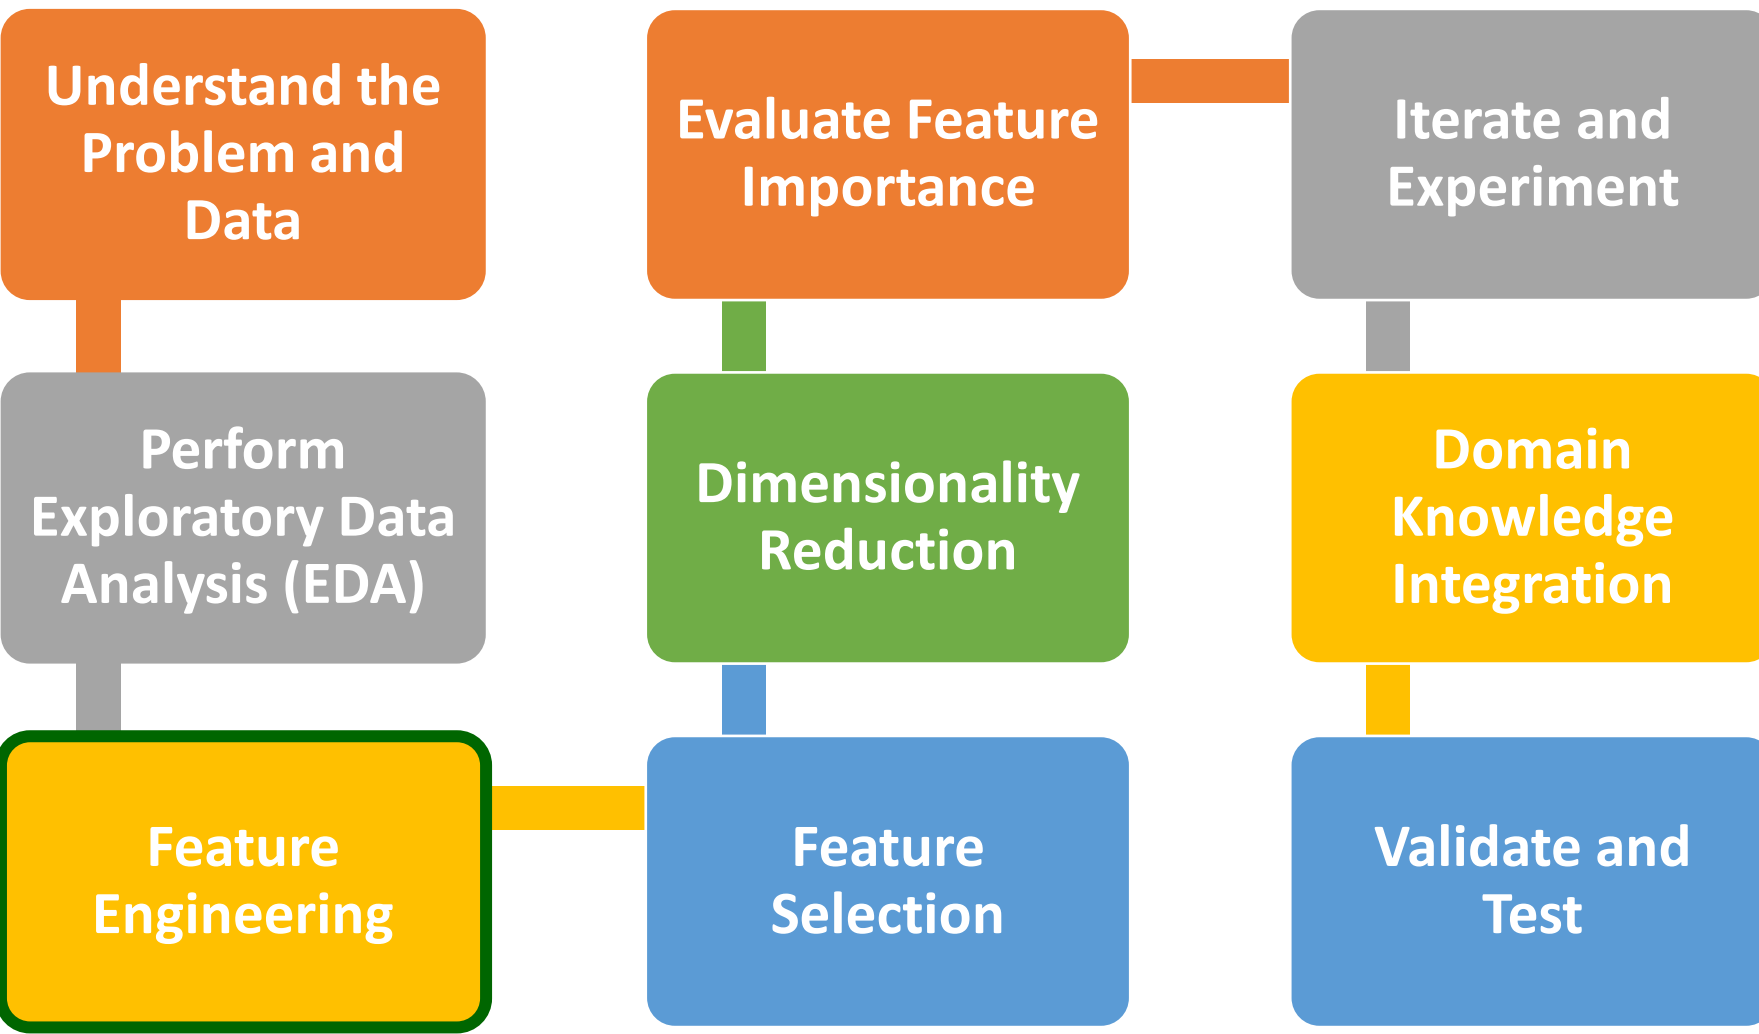 Understand the
Problem and
Data
Perform
Exploratory Data
Analysis (EDA)
Feature
Engineering
Feature
Selection
Dimensionality
Reduction
Evaluate Feature
Importance
Iterate and
Experiment
Domain
Knowledge
Integration
Validate and
Test